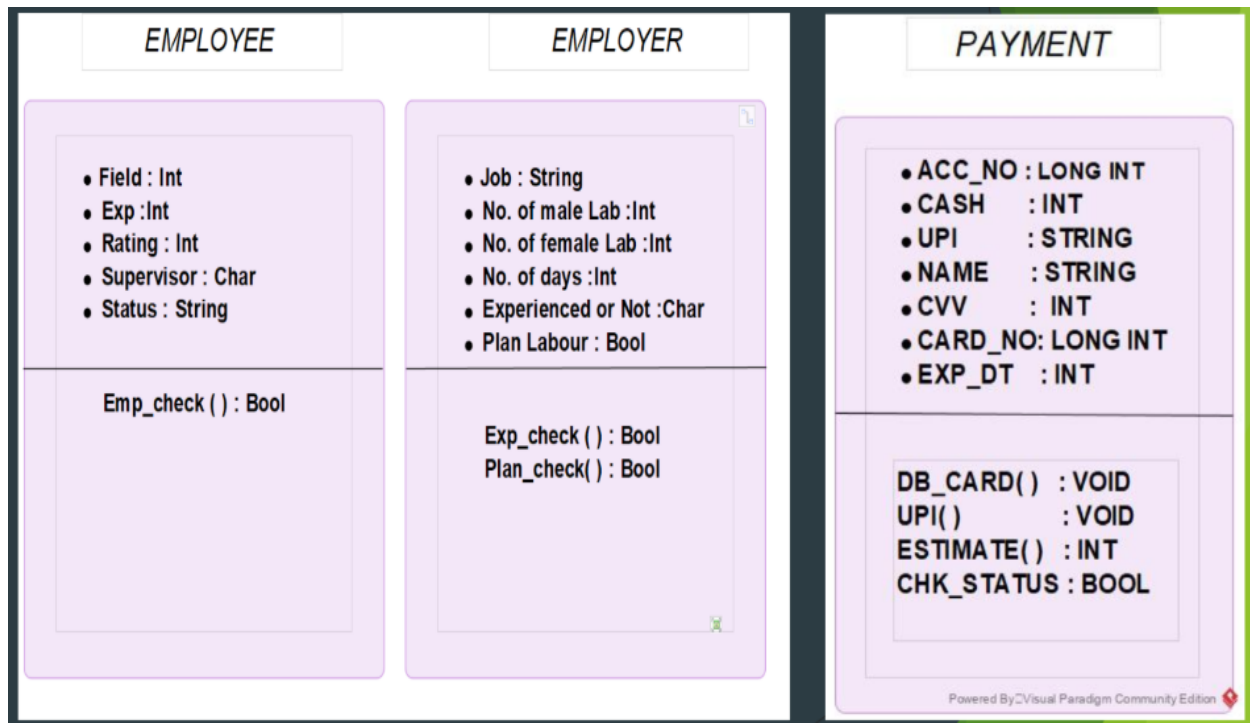 EMPLOYEE
● Field : Int
● Exp :Int
● Rating : Int
● Supervisor : Char
● Status : String
Emp_check ( ) : Bool
EMPLOYER
● Job : String
● No. of male Lab :Int
● No. of female Lab :Int
● No. of days :Int
● Experienced or Not :Char
● Plan Labour : Bool
Exp_check ( ) : Bool
Plan_check( ) : Bool
PAYMENT
● ACC_NO : LONG INT
● CASH : INT
● UPI : STRING
● NAME : STRING
● CVV : INT
● CARD_NO: LONG INT
● EXP_DT : INT
DB_CARD( ) : VOID
UPI( ) : VOID
ESTIMATE( ) : INT
CHK_STATUS : BOOL
Powered By□Visual Paradigm Community Edition